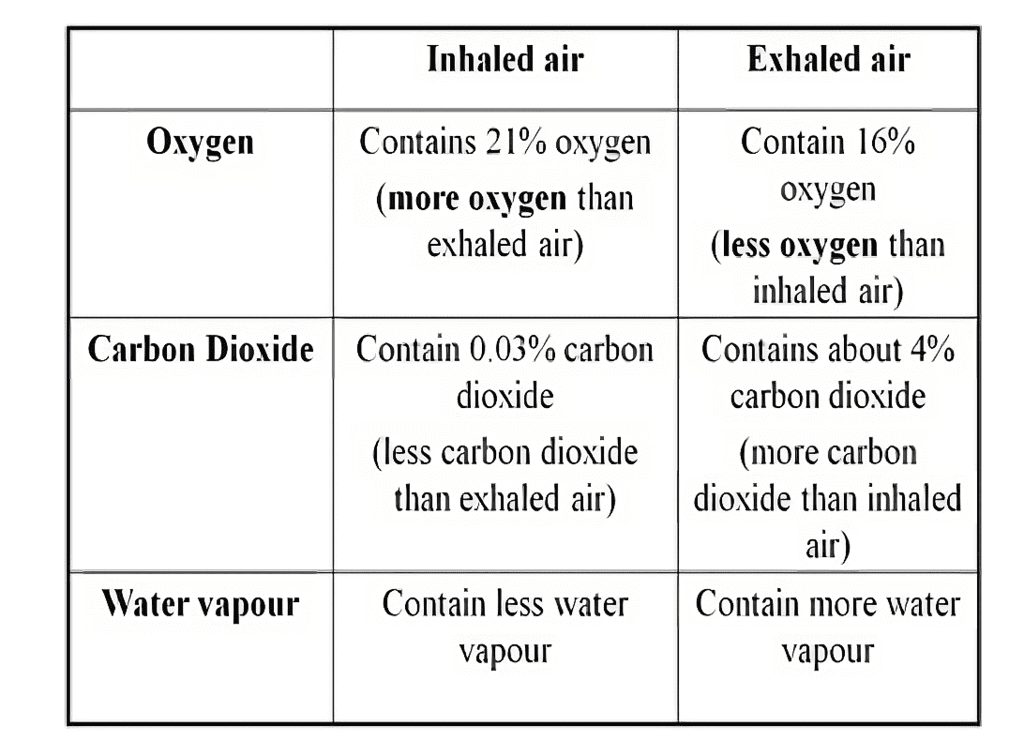 Inhaled air
Exhaled air
Oxygen
Contains 21% oxygen
(more oxygen than
exhaled air)
Contain 16%
oxygen
(less oxygen than
inhaled air)
Carbon Dioxide
Contain 0.03% carbon
dioxide
(less carbon dioxide
than exhaled air)
Contains about 4%
carbon dioxide
(more carbon
dioxide than inhaled
air)
Water vapour
Contain less water
vapour
Contain more water
vapour